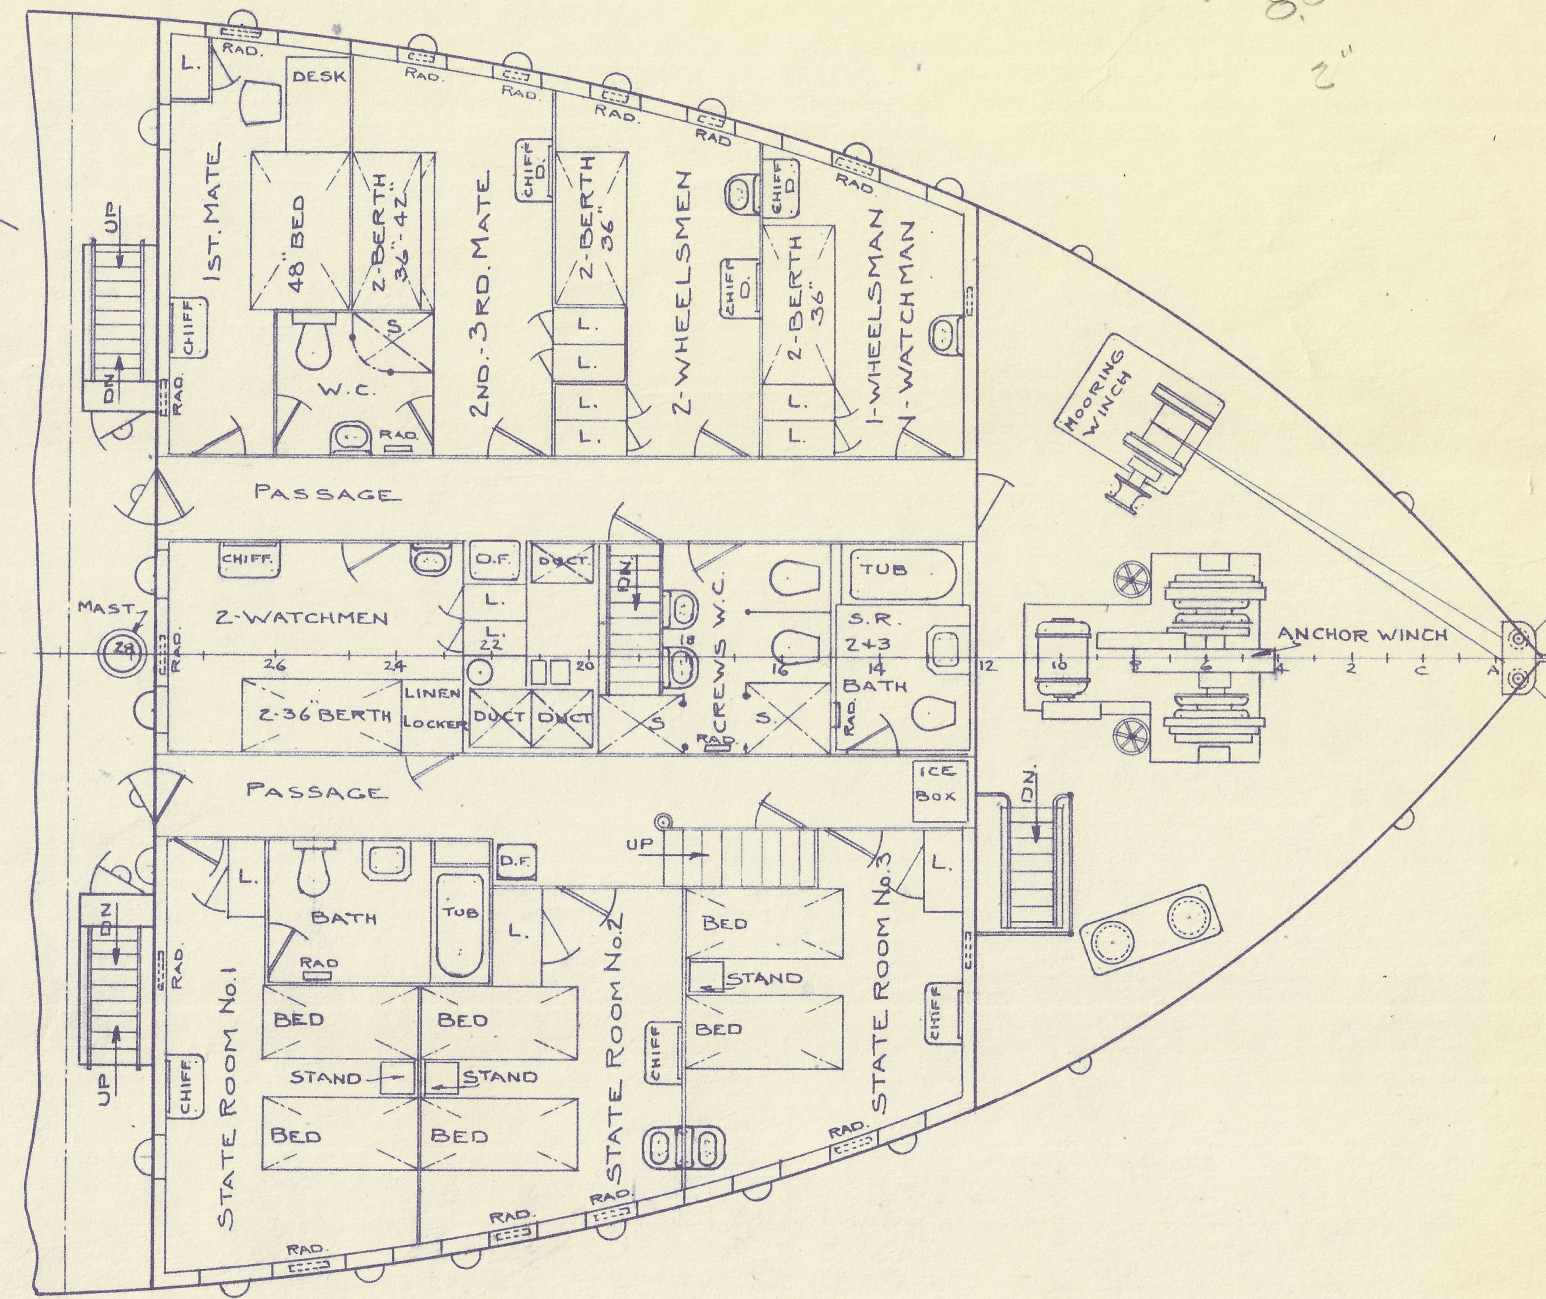 2"
RAD.
RAD.
RAD.
RAD.
RAD
RAD
L.
DESK
1ST. MATE
48" BED
2-BERTH
36"-42"
2ND.-3RD. MATE
CHIFF
D.
2-BERTH
36"
2-WHEELSMEN
CHIFF
D.
CHIFF
D.
2-BERTH
36"
1-WHEELSMAN
1-WATCHMAN
UP
DN
CHIFF
RAD.
S
W.C.
RAD.
L.
L.
L.
L.
L.
L.
MOORING
WINCH
PASSAGE
CHIFF.
D.F.
DUCT
DN.
CREWS W.C.
TUB
MAST
28
RAD.
2-WATCHMEN
L.
L.
S.R.
2+3
BATH
ANCHOR WINCH
26
24
22
20
18
16
14
12
10
8
6
4
2
C
A
2-36" BERTH
LINEN
LOCKER
DUCT
DUCT
S
RAD.
S.
RAD.
PASSAGE
ICE
BOX
DN.
UP
D.F.
L.
BATH
TUB
RAD
L.
L.
DN
UP
RAD.
CHIFF.
STATE ROOM No.1
BED
STAND
BED
BED
STAND
BED
STATE ROOM No.2
CHIFF
BED
STAND
BED
STATE ROOM No.3
CHIFF
RAD.
RAD.
RAD.
RAD.